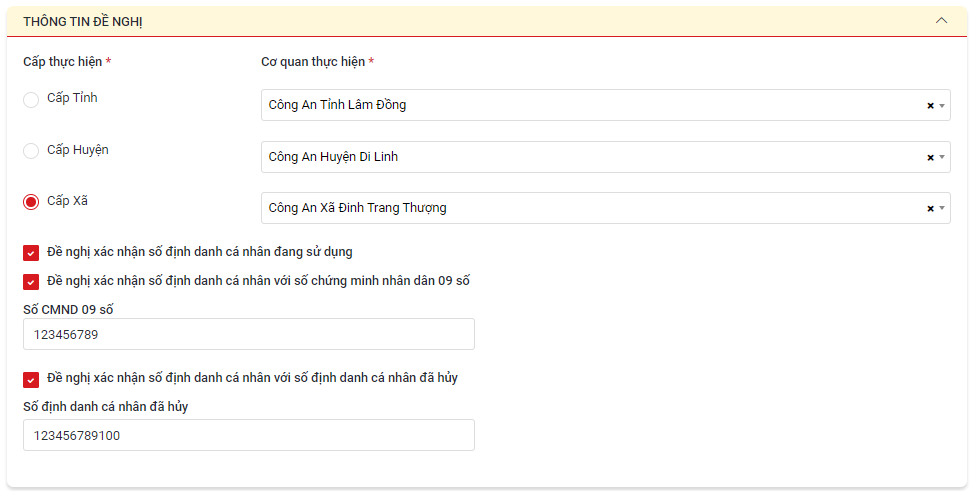 THÔNG TIN ĐỀ NGHỊ
Cấp thực hiện * Cơ quan thực hiện *
Cấp Tỉnh Công An Tỉnh Lâm Đồng
Cấp Huyện Công An Huyện Di Linh
Cấp Xã Công An Xã Đinh Trang Thượng
Đề nghị xác nhận số định danh cá nhân đang sử dụng
Đề nghị xác nhận số định danh cá nhân với số chứng minh nhân dân 09 số
Số CMND 09 số
123456789
Đề nghị xác nhận số định danh cá nhân với số định danh cá nhân đã hủy
Số định danh cá nhân đã hủy
123456789100